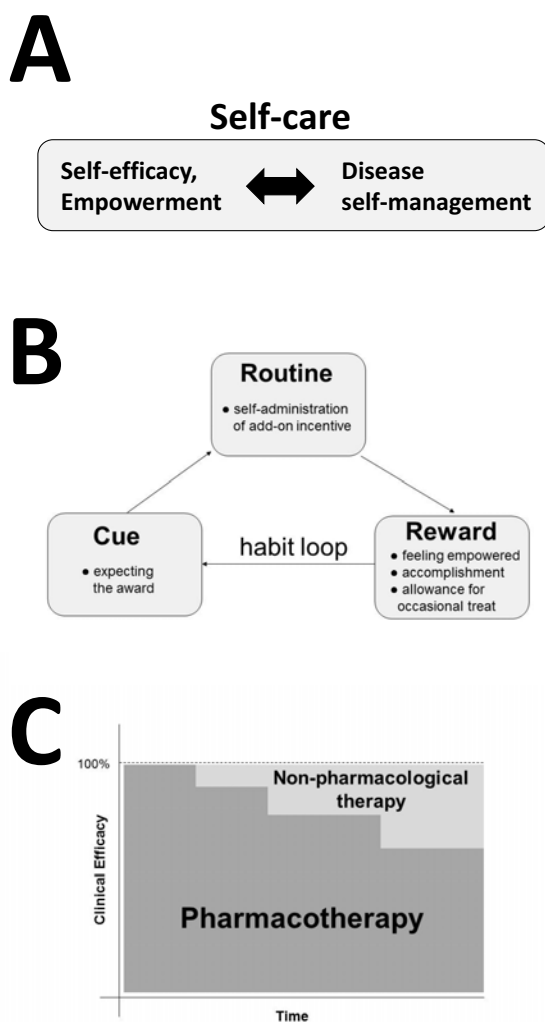 A
Self-care
Self-efficacy,
Empowerment
Disease
self-management
B
Routine
● self-administration
of add-on incentive
Cue
● expecting
the award
habit loop
Reward
● feeling empowered
● accomplishment
● allowance for
occasional treat
C
100%
Non-pharmacological
therapy
Clinical Efficacy
Pharmacotherapy
Time